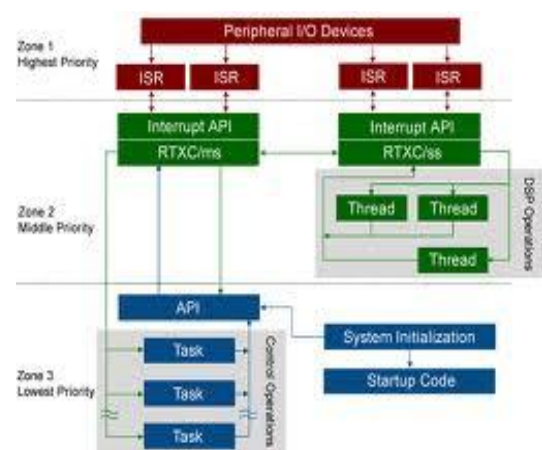 Peripheral I/O Devices
Zone 1
Highest Priority
ISR
ISR
ISR
ISR
Interrupt API
RTXC/ms
Interrupt API
RTXC/ss
Zone 2
Middle Priority
Thread
Thread
Thread
DSP Operations
API
System Initialization
Startup Code
Zone 3
Lowest Priority
Task
Task
Task
Control Operations